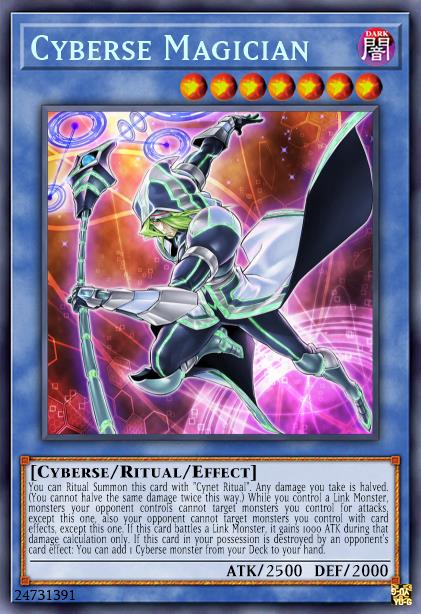 Cyberse Magician
DARK
闇
[Cyberse/Ritual/Effect]
You can Ritual Summon this card with "Cynet Ritual". Any damage you take is halved.
(You cannot halve the same damage twice this way.) While you control a Link Monster,
monsters your opponent controls cannot target monsters you control for attacks,
except this one, also your opponent cannot target monsters you control with card
effects, except this one. If this card battles a Link Monster, it gains 1000 ATK during that
damage calculation only. If this card in your possession is destroyed by an opponent's
card effect: You can add 1 Cyberse monster from your Deck to your hand.
ATK/2500 DEF/2000
24731391